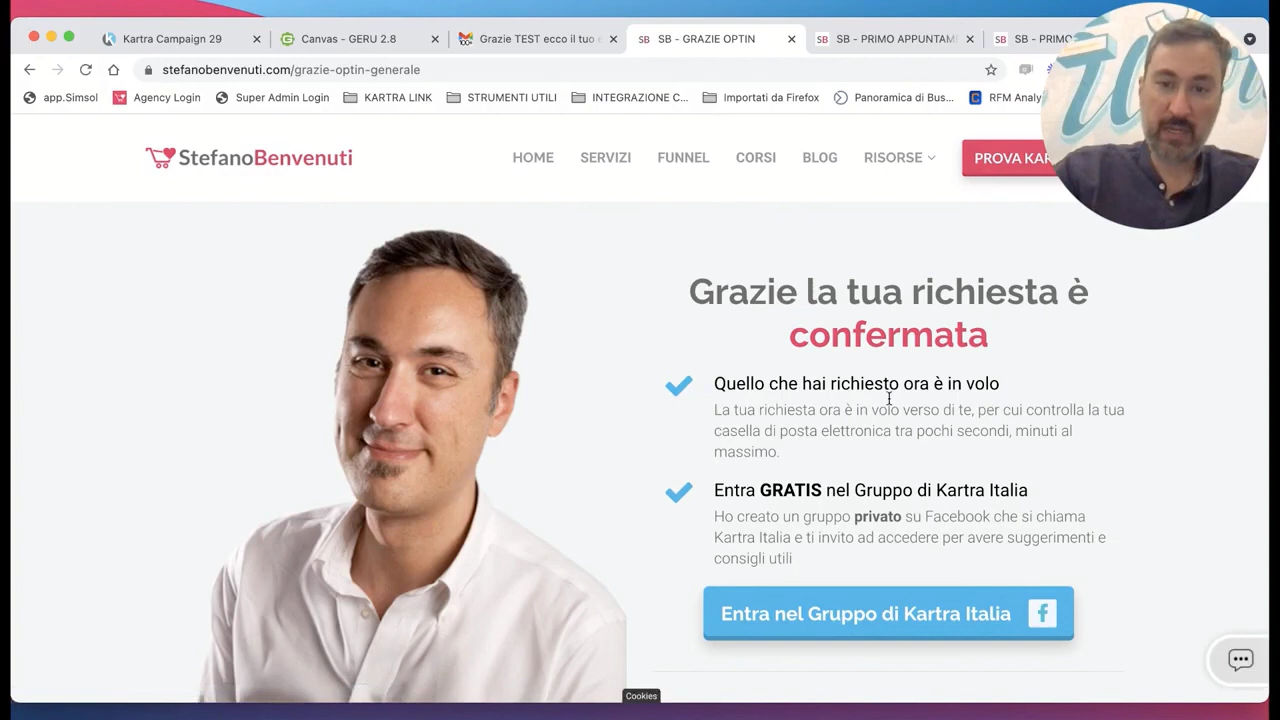 Kartra Campaign 29
Canvas - GERU 2.8
Grazie TEST ecco il tuo
SB - GRAZIE OPTIN
SB - PRIMO APPUNTAM
SB - PRIMO
stefanobenvenuti.com/grazie-optin-generale
app.Simsol
Agency Login
Super Admin Login
KARTRA LINK
STRUMENTI UTILI
INTEGRAZIONE C...
Importati da Firefox
Panoramica di Bus...
RFM Analy
StefanoBenvenuti
HOME
SERVIZI
FUNNEL
CORSI
BLOG
RISORSE
PROVA KAR
Grazie la tua richiesta è
confermata
Quello che hai richiesto ora è in volo
La tua richiesta ora è in volo verso di te, per cui controlla la tua
casella di posta elettronica tra pochi secondi, minuti al
massimo.
Entra GRATIS nel Gruppo di Kartra Italia
Ho creato un gruppo privato su Facebook che si chiama
Kartra Italia e ti invito ad accedere per avere suggerimenti e
consigli utili
Entra nel Gruppo di Kartra Italia
Cookies